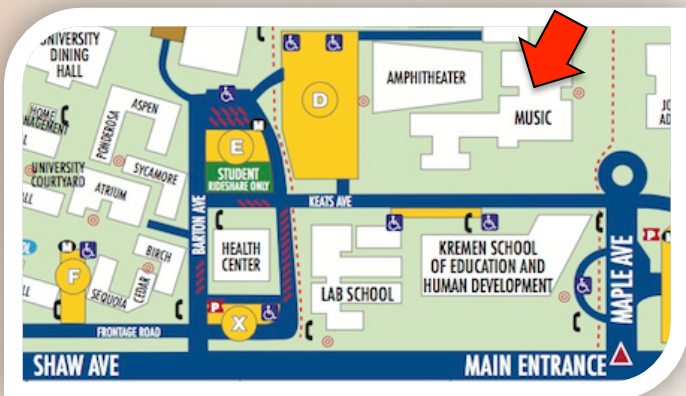 UNIVERSITY
DINING
HALL
HOME
MANAGEMENT
PONDEROSA
ASPEN
SYCAMORE
UNIVERSITY
COURTYARD
ATRIUM
BIRCH
CEDAR
SEQUOIA
M
F
FRONTAGE ROAD
SHAW AVE
BARTON AVE
M
E
STUDENT
RIDESHARE ONLY
HEALTH
CENTER
P
X
D
AMPHITHEATER
MUSIC
KEATS AVE
LAB SCHOOL
KREMEN SCHOOL
OF EDUCATION AND
HUMAN DEVELOPMENT
MAIN ENTRANCE
MAPLE AVE
P
M